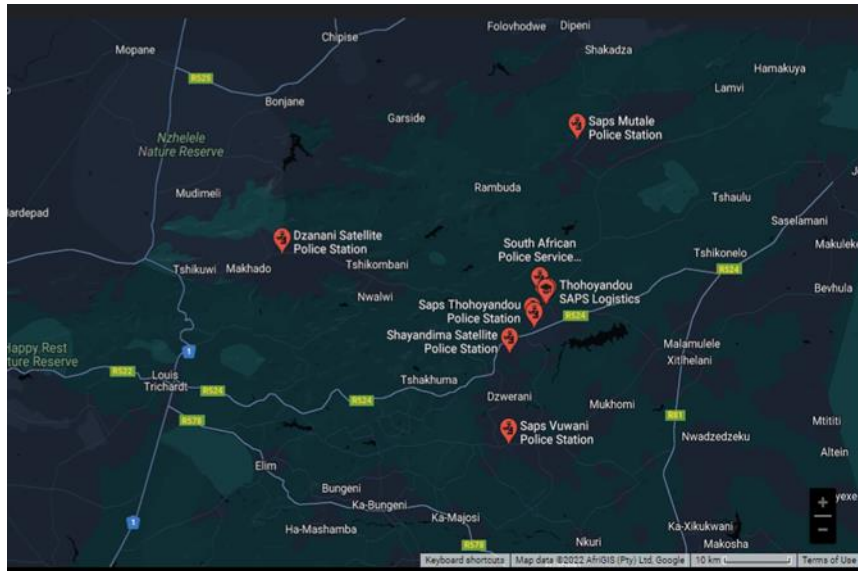 Folovhodwe
Dipeni
Chipise
Mopane
Shakadza
Hamakuya
R525
Lamvi
Bonjane
Garside
Saps Mutale
Police Station
Nzhelele
Nature Reserve
Rambuda
Mudimeli
Tshaulu
ardepad
Saselamani
Dzanani Satellite
Police Station
South African
Police Service...
Makuleke
Tshikonelo
Tshikuwi
Makhado
Tshikombani
R524
Thohoyandou
SAPS Logistics
Bevhula
Nwalwi
Saps Thohoyandou
Police Station
R524
Shayandima Satellite
Police Station
Malamulele
Xitlhelani
Happy Rest
ture Reserve
1
R522
Louis
Trichardt
R524
Tshakhuma
R524
Dzwerani
Mukhomi
R81
Mtititi
R578
Saps Vuwani
Police Station
Nwadzedzeku
Altein
Elim
Bungeni
Ka-Bungeni
yexe
1
Ha-Mashamba
Ka-Majosi
Ka-Xikukwani
Nkuri
Makosha
R578
+
−
Keyboard shortcuts
Map data ©2022 AfriGIS (Pty) Ltd, Google
10 km
Terms of Use